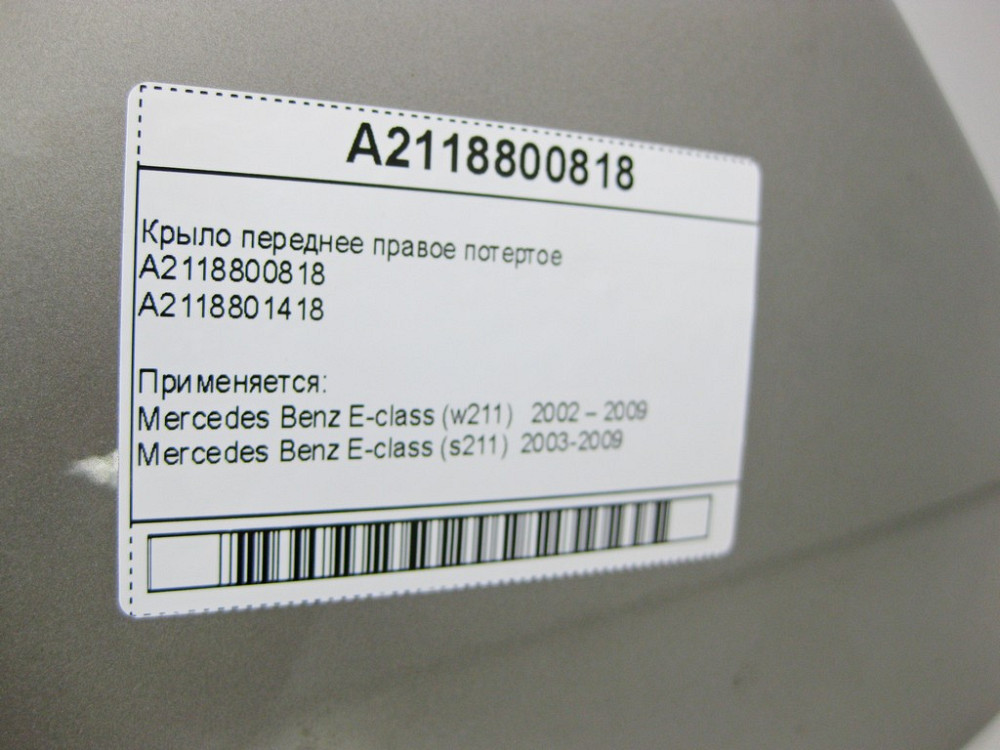 A2118800818
Крыло переднее правое потертое
A2118800818
A2118801418
Применяется:
Mercedes Benz E-class (w211) 2002 – 2009
Mercedes Benz E-class (s211) 2003-2009